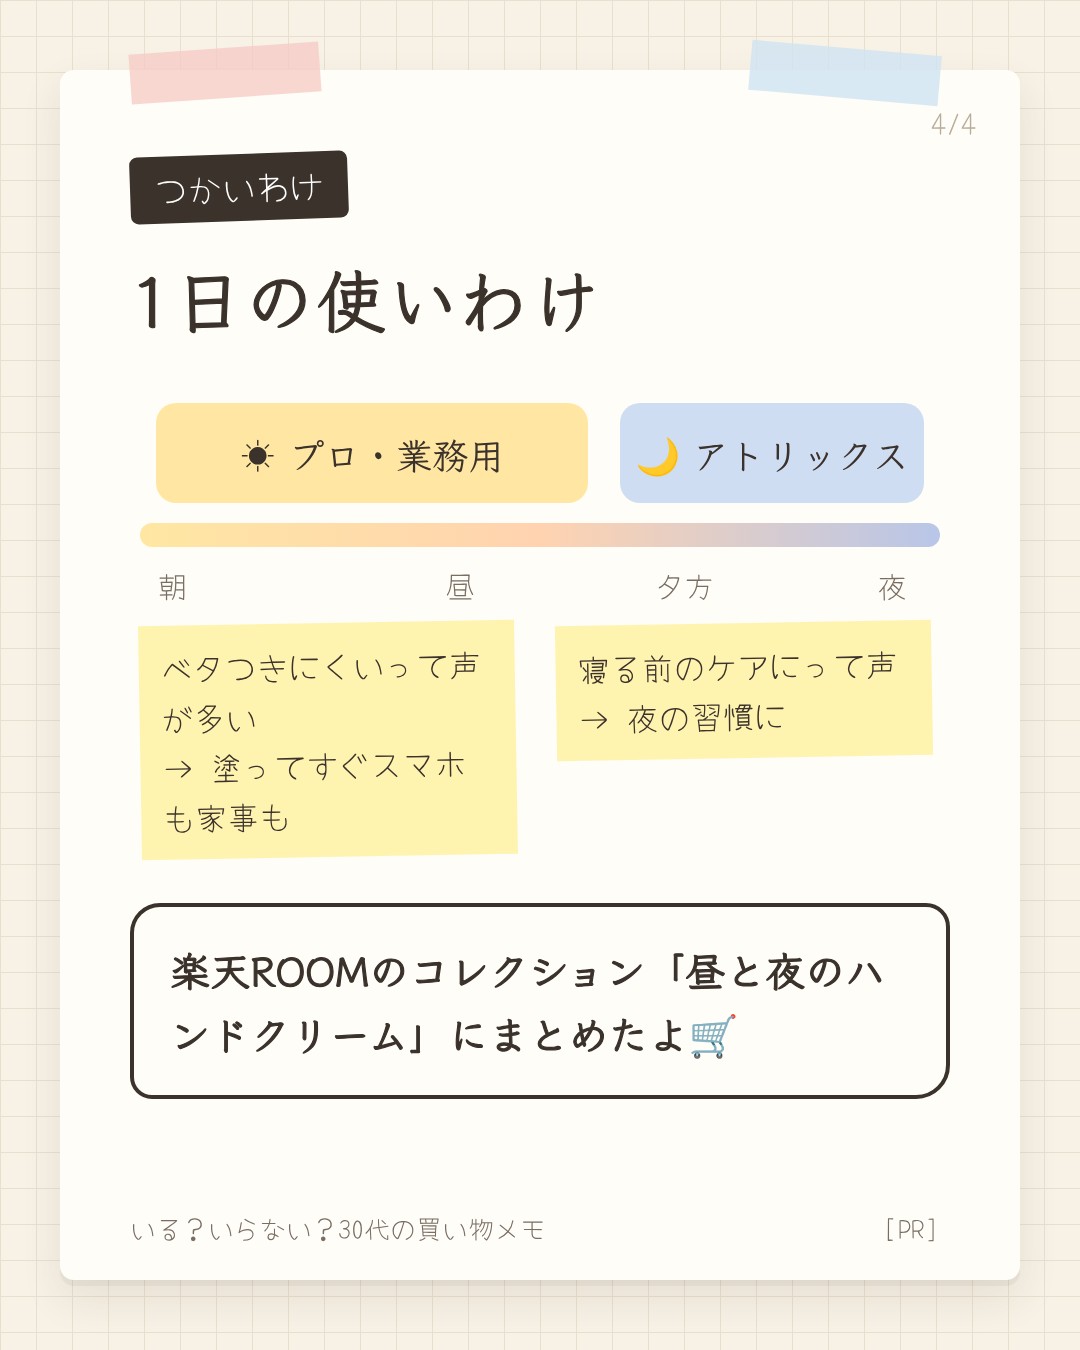 4/4
つかいわけ
1日の使いわけ
☀ プロ・業務用
🌙 アトリックス
朝 昼 夕方 夜
ベタつきにくいって声
が多い
→ 塗ってすぐスマホ
も家事も
寝る前のケアにって声
→ 夜の習慣に
楽天ROOMのコレクション「昼と夜のハ
ンドクリーム」にまとめたよ🛒
いる？いらない？30代の買い物メモ
[PR]